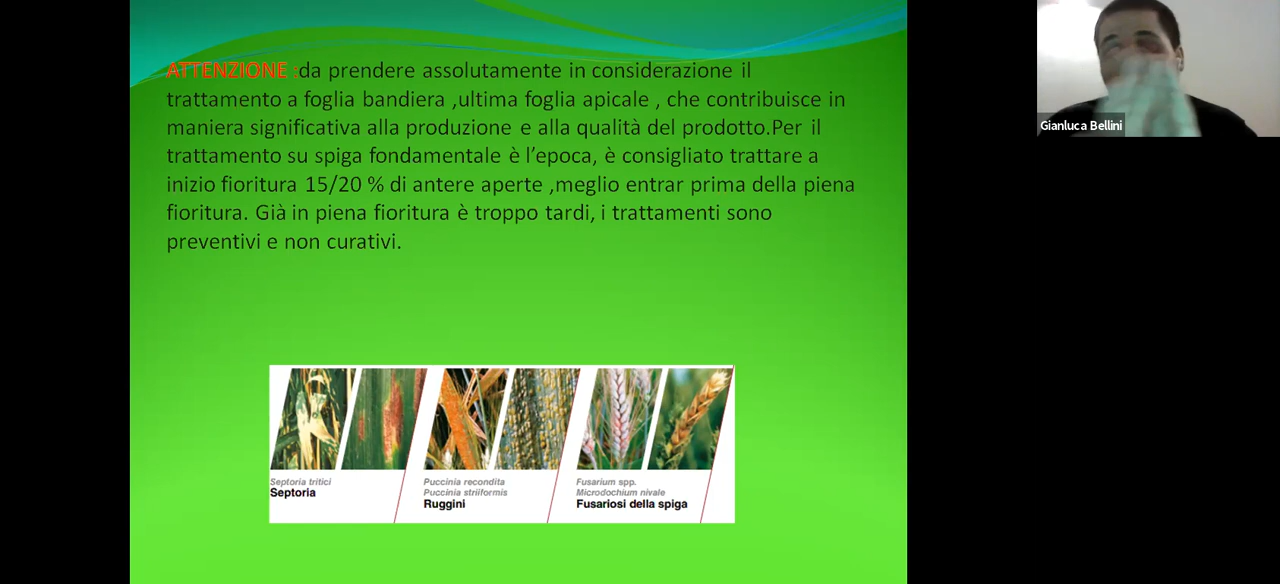 ATTENZIONE :da prendere assolutamente in considerazione il
trattamento a foglia bandiera ,ultima foglia apicale , che contribuisce in
maniera significativa alla produzione e alla qualità del prodotto.Per il
trattamento su spiga fondamentale è l’epoca, è consigliato trattare a
inizio fioritura 15/20 % di antere aperte ,meglio entrar prima della piena
fioritura. Già in piena fioritura è troppo tardi, i trattamenti sono
preventivi e non curativi.
Gianluca Bellini
Septoria tritici
Septoria
Puccinia recondita
Puccinia striiformis
Ruggini
Fusarium spp.
Microdochium nivale
Fusariosi della spiga